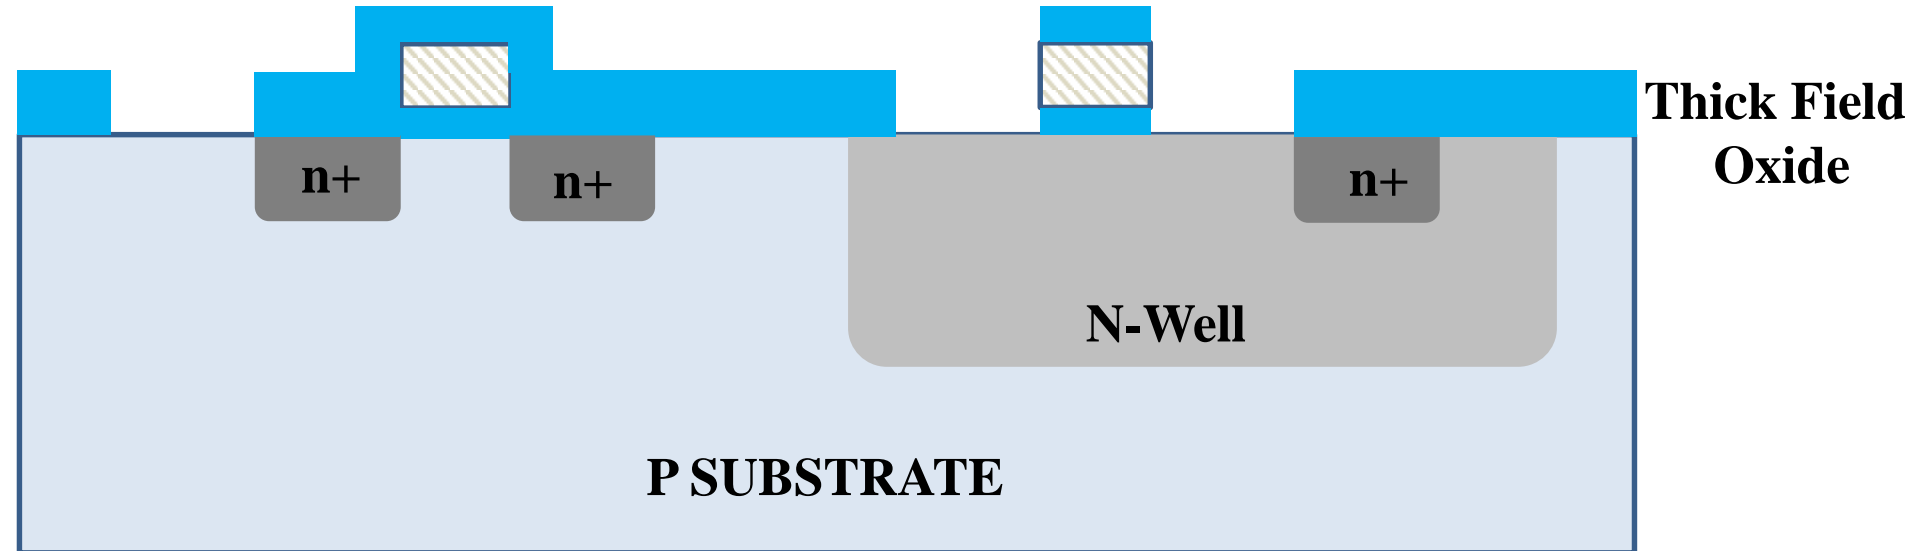 Thick Field
Oxide
n+
n+
n+
N-Well
P SUBSTRATE